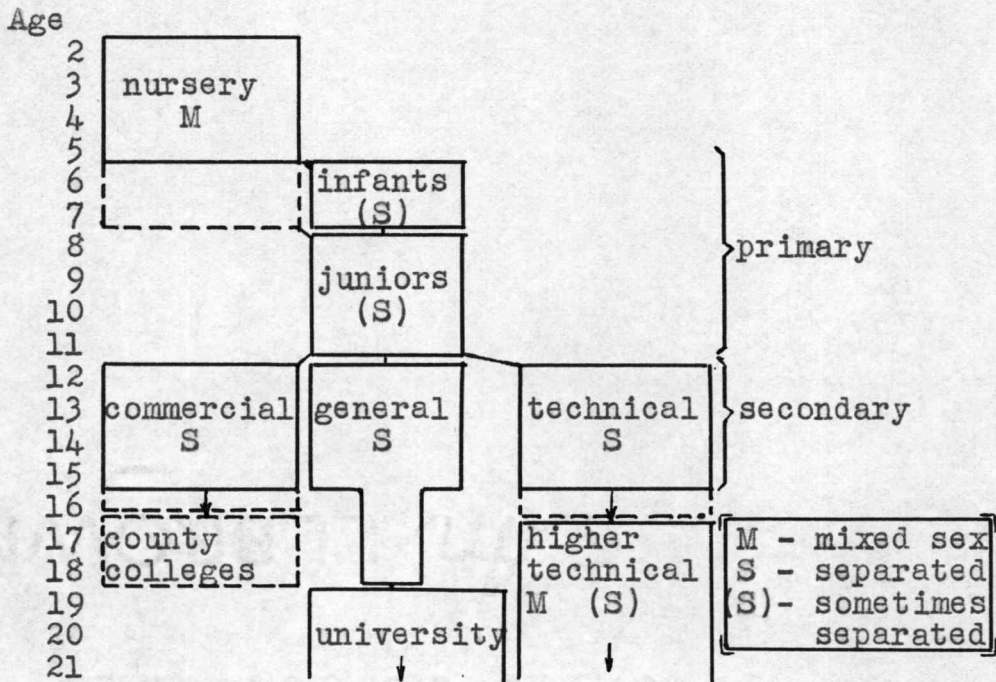 Age
2
3
nursery
4
M
5
6
infants
7
(S)
8
primary
9
juniors
10
(S)
11
12
13
commercial general technical secondary
14
S S S
15
16
17
county higher M - mixed sex
18
colleges technical S - separated
19
M (S) (S)- sometimes
20
university separated
21